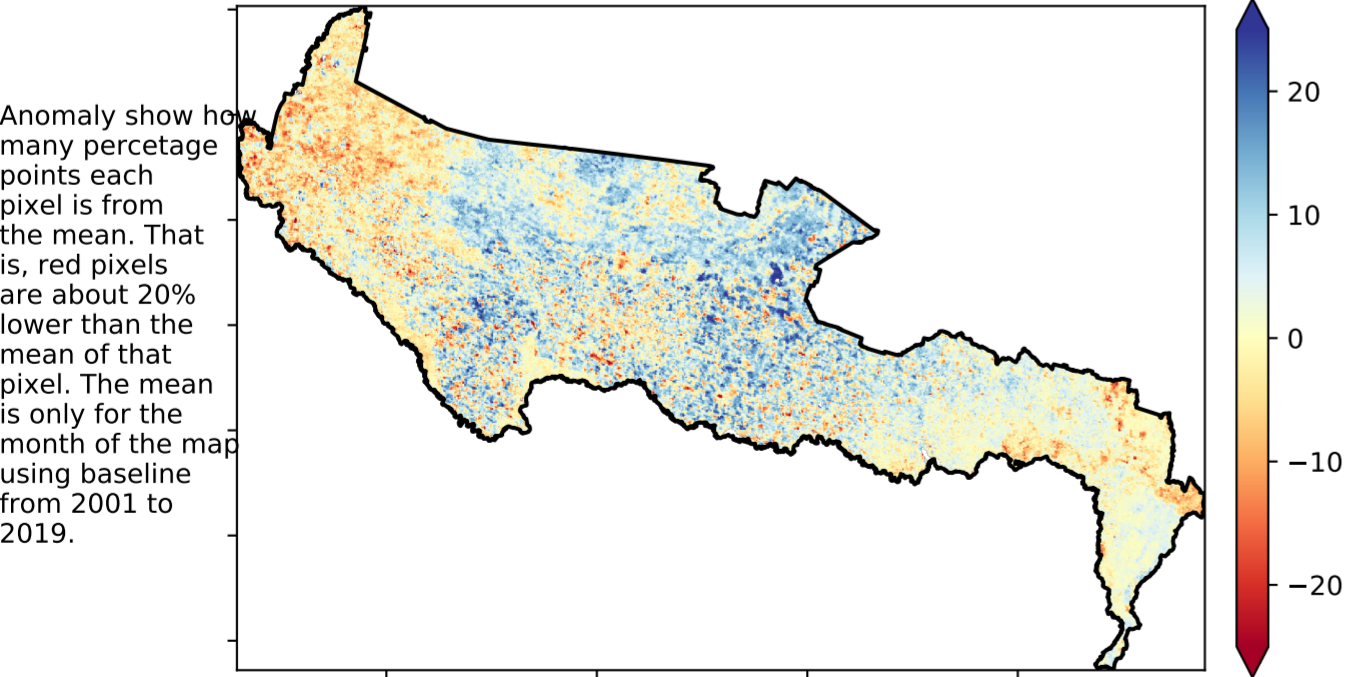 Anomaly show how
many percetage
points each
pixel is from
the mean. That
is, red pixels
are about 20%
lower than the
mean of that
pixel. The mean
is only for the
month of the map
using baseline
from 2001 to
2019.
20
10
0
−10
−20